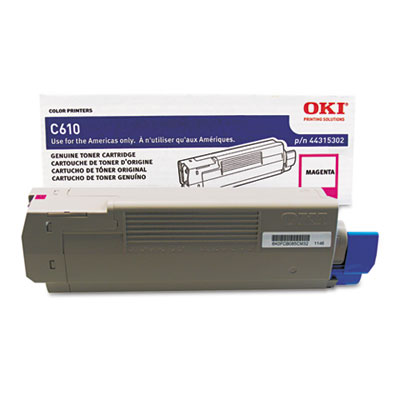 COLOR PRINTERS
OKI
PRINTING SOLUTIONS
C610
Use for the Americas only. À n'utiliser qu'aux Amériques.
p/n 44315302
GENUINE TONER CARTRIDGE
CARTOUCHE DE TONER D'ORIGINE
CARTUCHO DE TONER ORIGINAL
CARTUCHO DE TONER GENUÍNO
MAGENTA